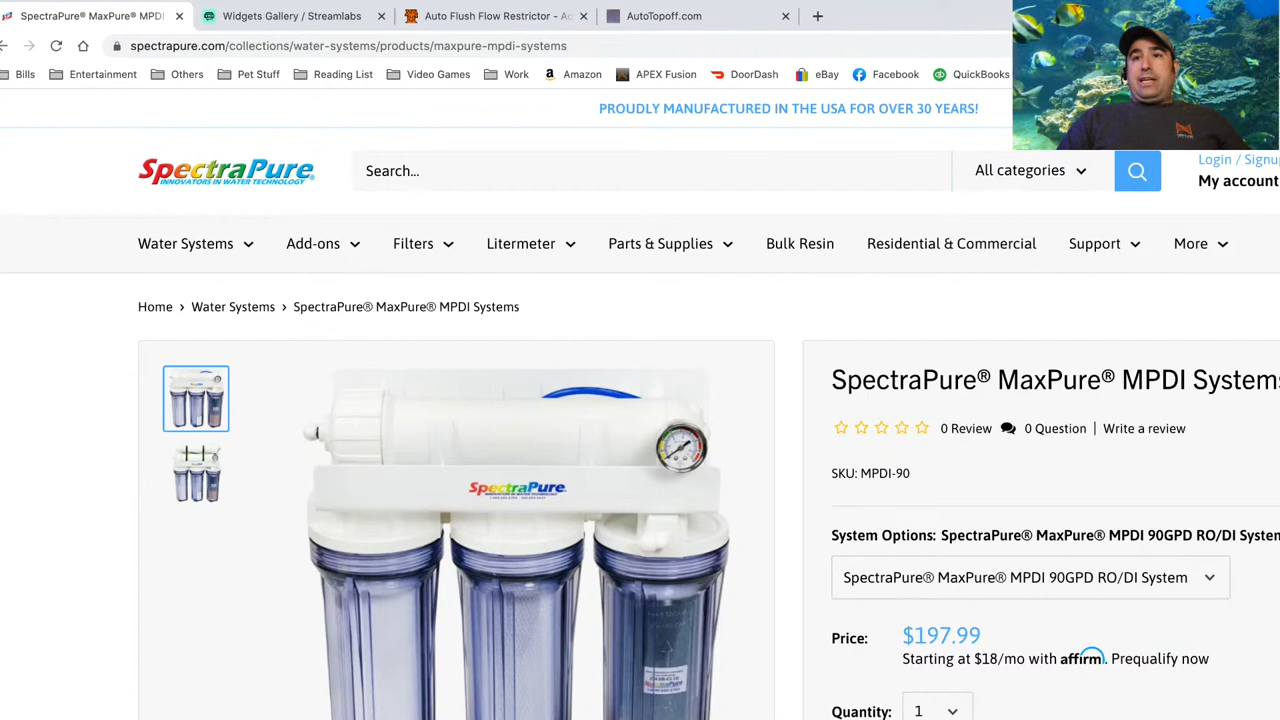 SpectraPure® MaxPure® MPDI
Widgets Gallery / Streamlabs
Auto Flush Flow Restrictor - Ac
AutoTopoff.com
spectrapure.com/collections/water-systems/products/maxpure-mpdi-systems
Bills
Entertainment
Others
Pet Stuff
Reading List
Video Games
Work
Amazon
APEX Fusion
DoorDash
eBay
Facebook
QuickBooks
PROUDLY MANUFACTURED IN THE USA FOR OVER 30 YEARS!
SpectraPure®
INNOVATORS IN WATER TECHNOLOGY
Search...
All categories
Login / Signu
My account
Water Systems
Add-ons
Filters
Litermeter
Parts & Supplies
Bulk Resin
Residential & Commercial
Support
More
Home > Water Systems > SpectraPure® MaxPure® MPDI Systems
SpectraPure
SpectraPure® MaxPure® MPDI Systems
0 Review
0 Question | Write a review
SKU: MPDI-90
System Options: SpectraPure® MaxPure® MPDI 90GPD RO/DI System
SpectraPure® MaxPure® MPDI 90GPD RO/DI System
Price: $197.99
Starting at $18/mo with affirm. Prequalify now
Quantity: 1